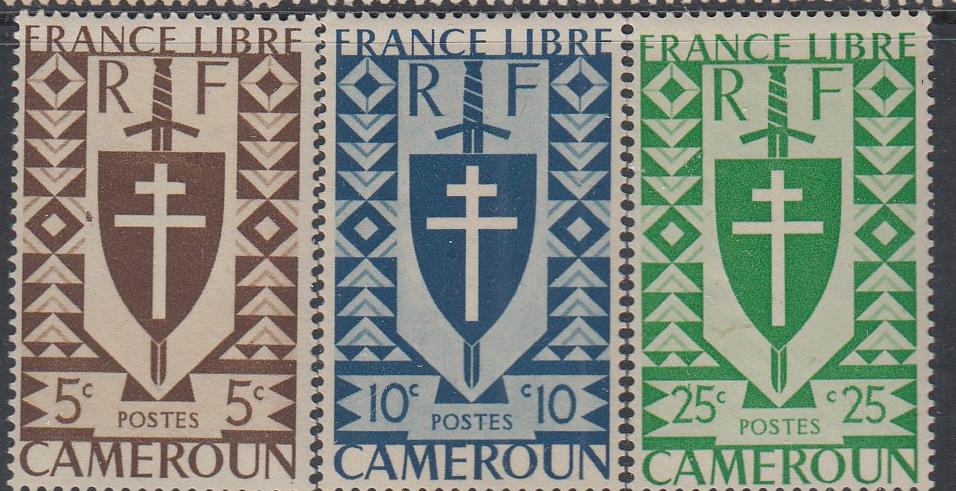 FRANCE LIBRE
R F
5c 5c
POSTES
CAMEROUN
FRANCE LIBRE
R F
10c c10
POSTES
CAMEROUN
FRANCE LIBRE
R F
25c c25
POSTES
CAMEROUN